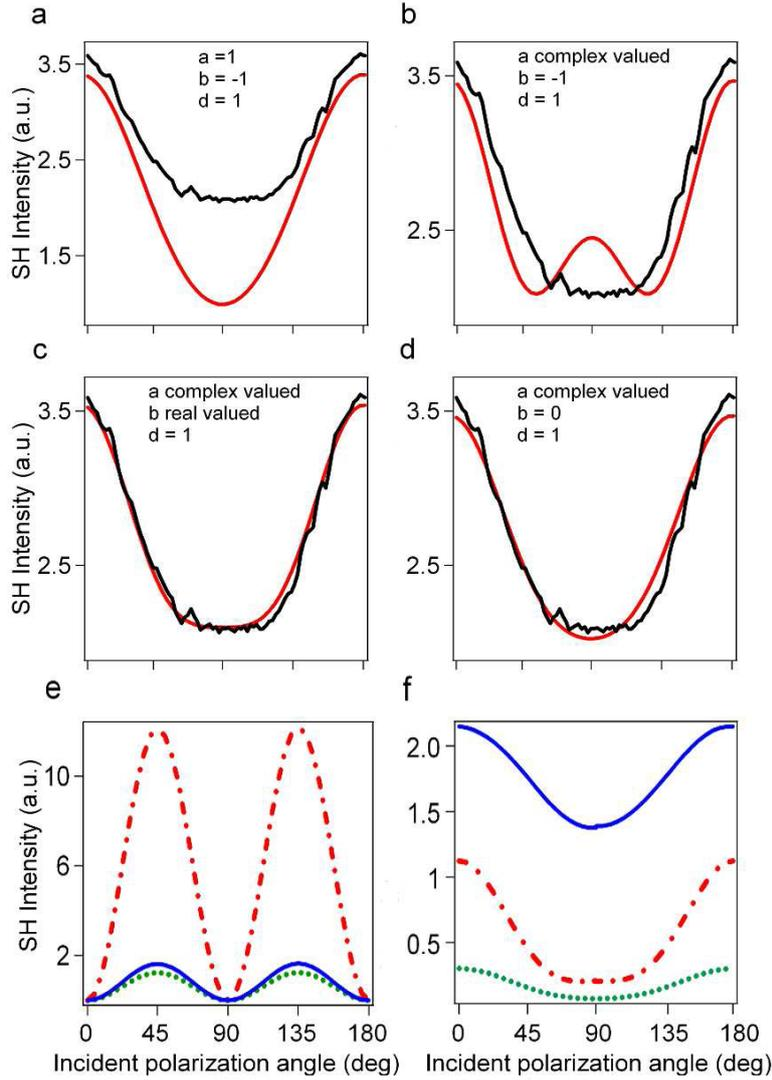 a
b
a =1
b = -1
d = 1
a complex valued
b = -1
d = 1
3.5
2.5
1.5
SH Intensity (a.u.)
3.5
2.5
c
d
a complex valued
b real valued
d = 1
a complex valued
b = 0
d = 1
3.5
2.5
SH Intensity (a.u.)
3.5
2.5
e
f
10
6
2
SH Intensity (a.u.)
2.0
1.5
1
0.5
0 45 90 135 180
0 45 90 135 180
Incident polarization angle (deg)
Incident polarization angle (deg)